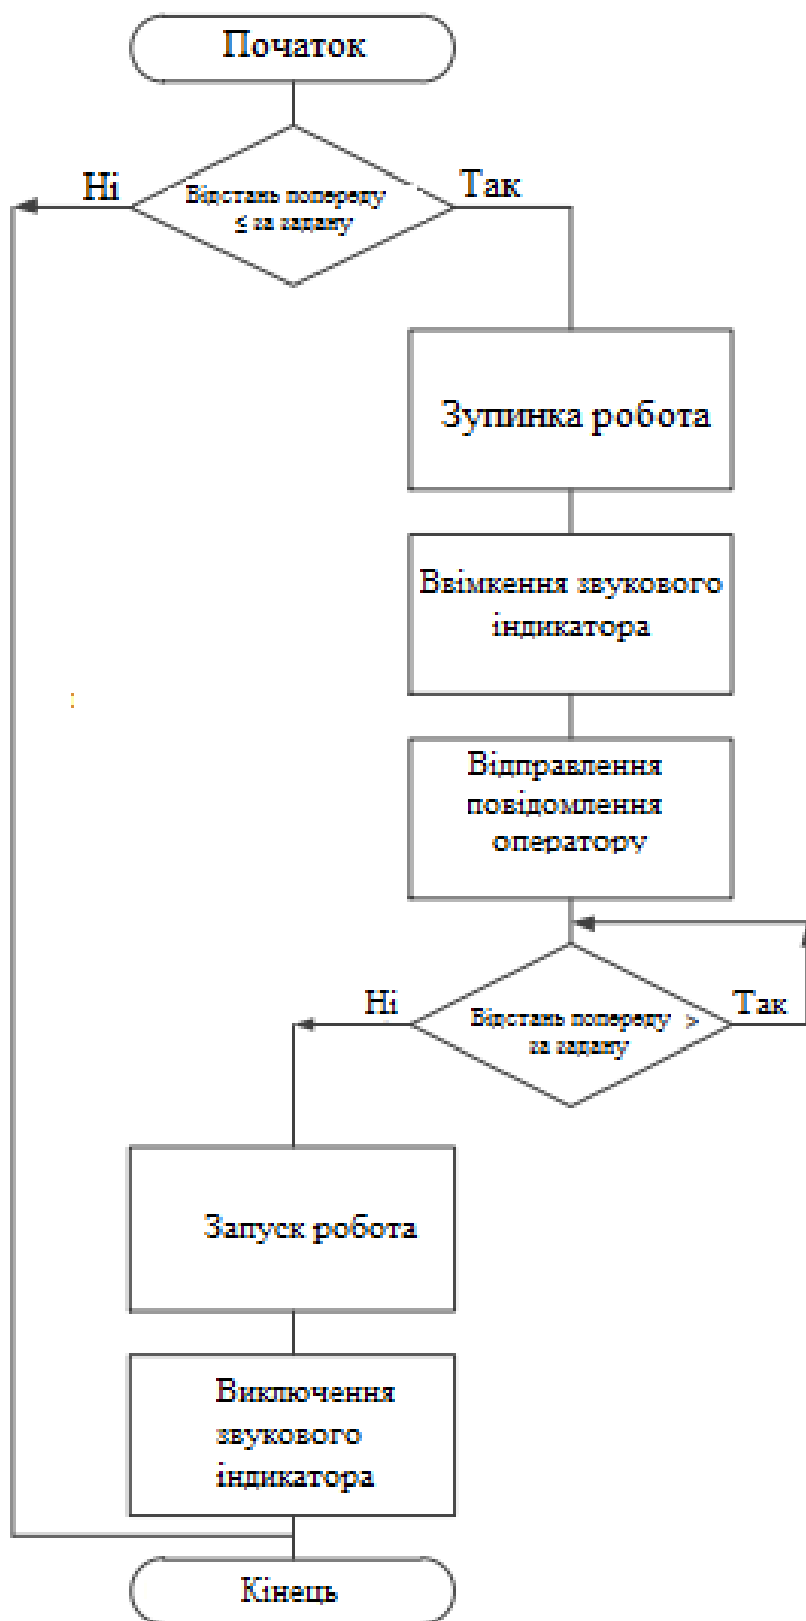 Початок
Ні
Так
Відстань попереду
≤ за задану
Зупинка робота
Ввімкення звукового
індикатора
Відправлення
повідомлення
оператору
Ні
Так
Відстань попереду >
за задану
Запуск робота
Виключення
звукового
індикатора
Кінець